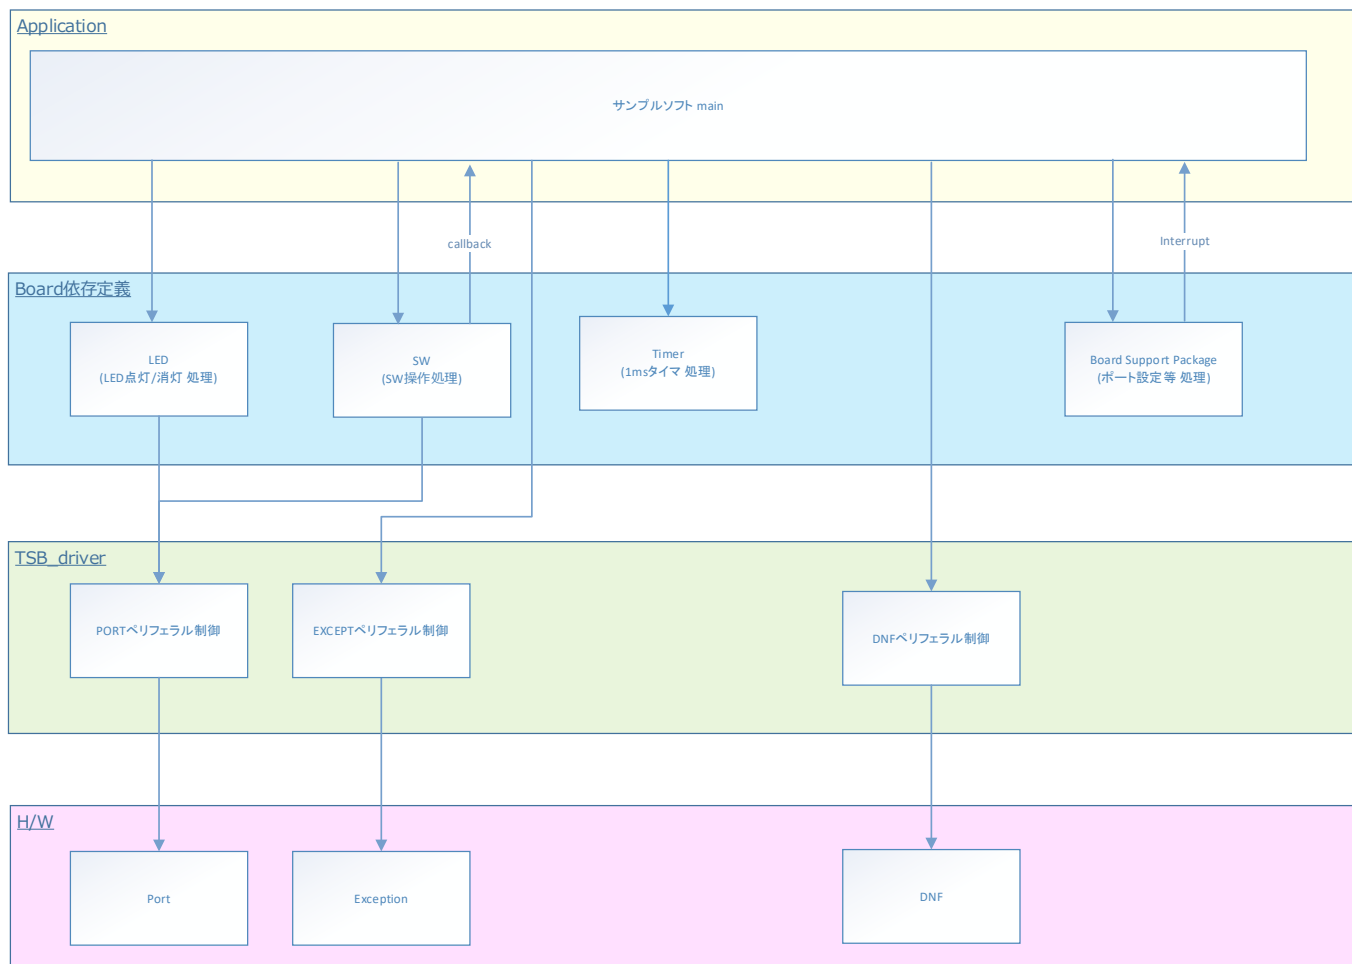 Application
サンプルソフト main
callback
Interrupt
Board依存定義
LED
(LED点灯/消灯 処理)
SW
(SW操作処理)
Timer
(1msタイマ 処理)
Board Support Package
(ポート設定等 処理)
TSB_driver
PORTペリフェラル制御
EXCEPTペリフェラル制御
DNFペリフェラル制御
H/W
Port
Exception
DNF